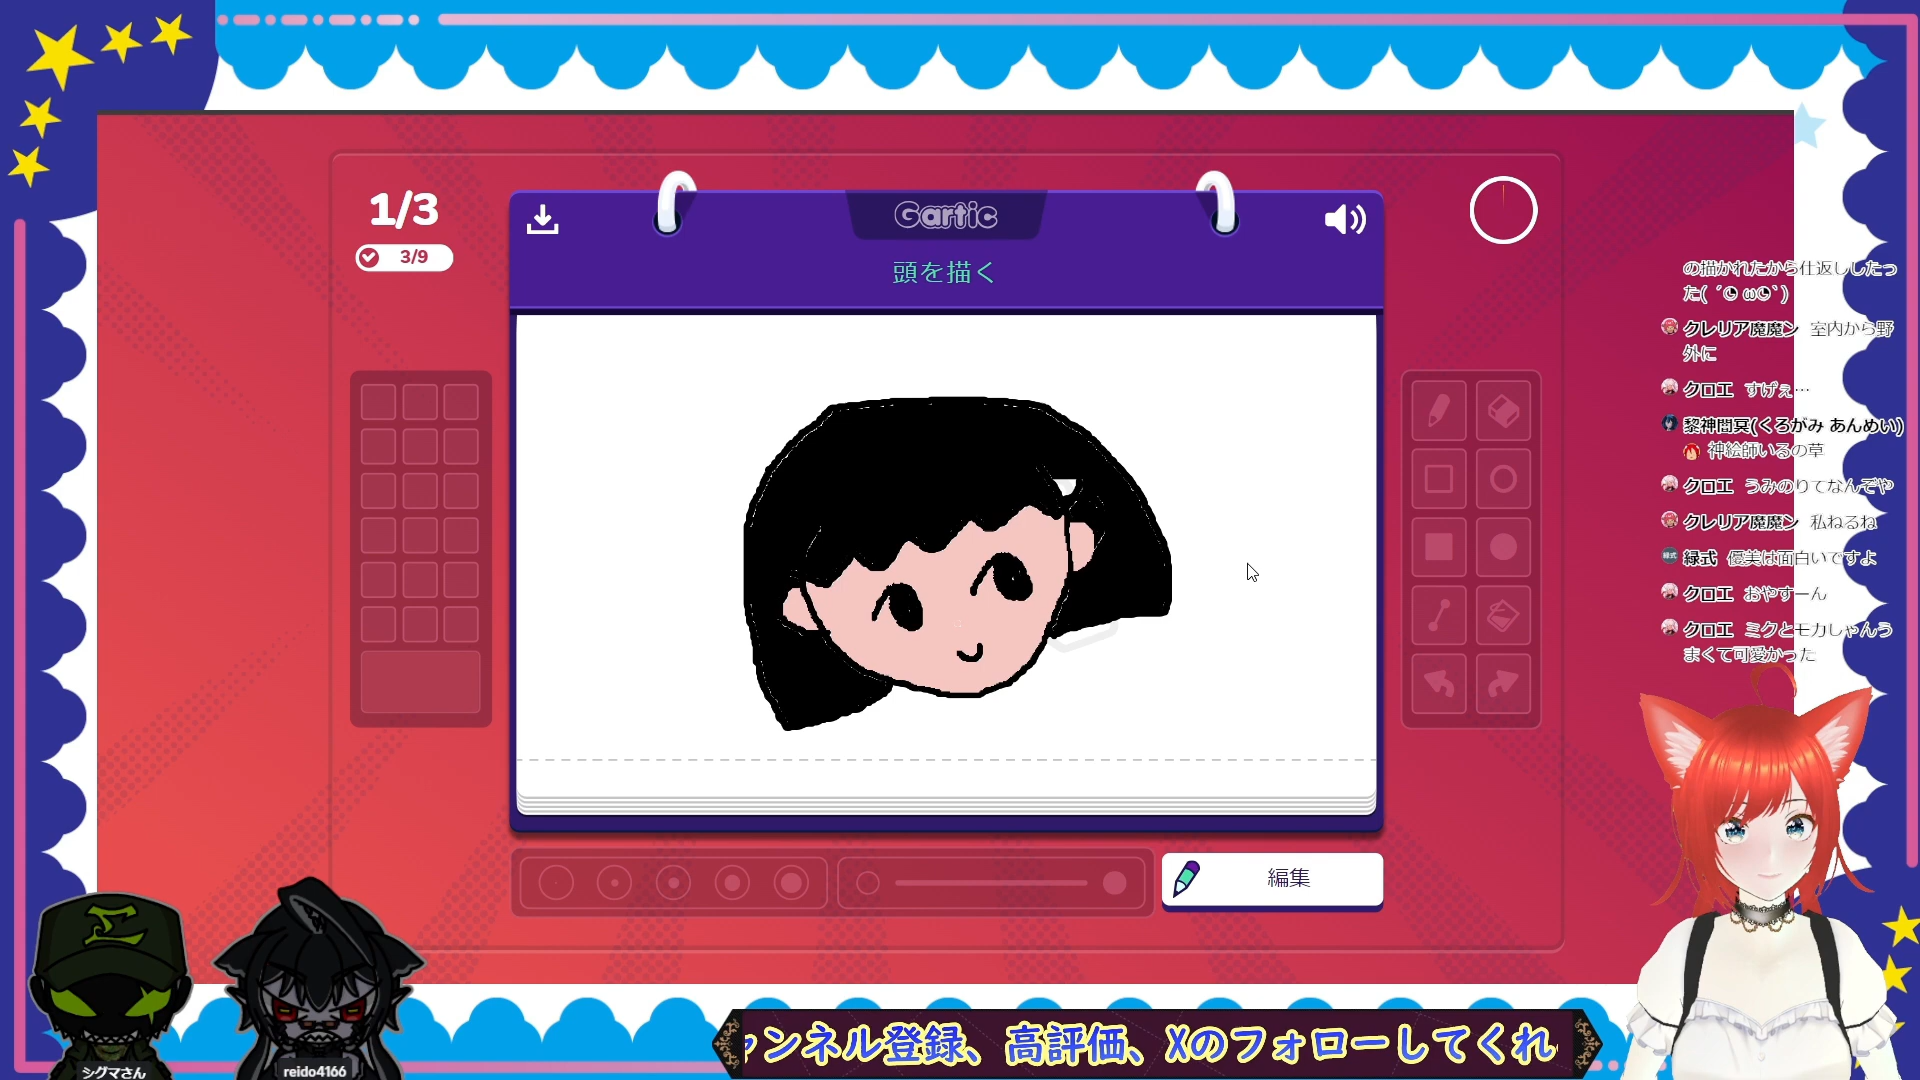 1/3
3/9
Gartic
頭を描く
の描かれたから仕返ししたっ
た( ´◔ ω◔`)
クレリア魔魔ン 室内から野
外に
クロエ すげぇ…
黎神闇冥(くろがみ あんめい)
神絵師いるの草
クロエ うみのりてなんぞや
クレリア魔魔ン 私ねるね
緑式 優美は面白いですよ
クロエ おやすーん
クロエ ミクとモカしゃんう
まくて可愛かった
編集
ャンネル登録、高評価、Xのフォローしてくれ
シグマさん
reido4166